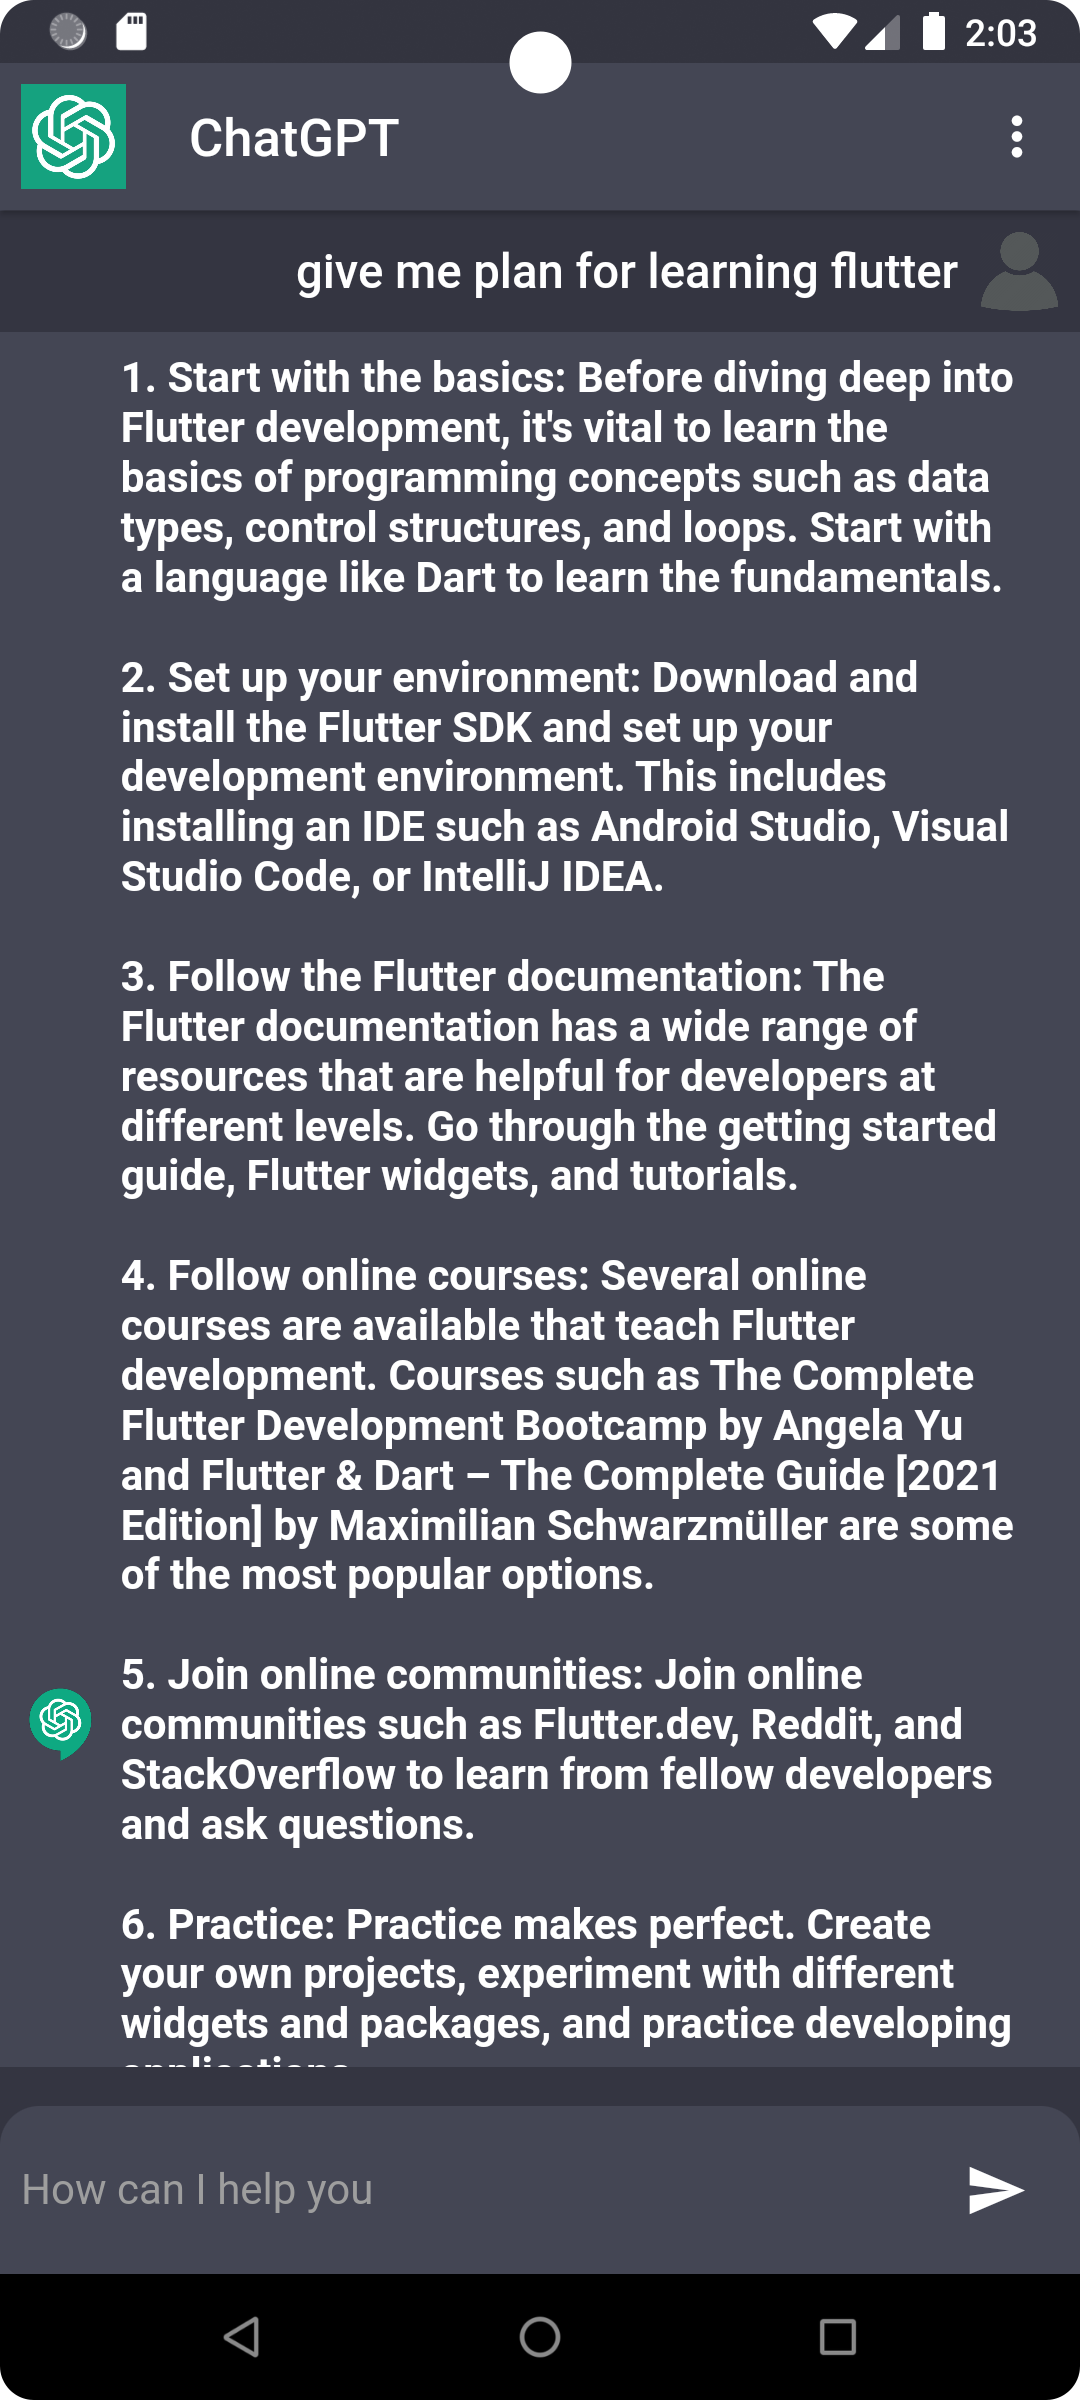 2:03
ChatGPT
give me plan for learning flutter
1. Start with the basics: Before diving deep into
Flutter development, it's vital to learn the
basics of programming concepts such as data
types, control structures, and loops. Start with
a language like Dart to learn the fundamentals.
2. Set up your environment: Download and
install the Flutter SDK and set up your
development environment. This includes
installing an IDE such as Android Studio, Visual
Studio Code, or IntelliJ IDEA.
3. Follow the Flutter documentation: The
Flutter documentation has a wide range of
resources that are helpful for developers at
different levels. Go through the getting started
guide, Flutter widgets, and tutorials.
4. Follow online courses: Several online
courses are available that teach Flutter
development. Courses such as The Complete
Flutter Development Bootcamp by Angela Yu
and Flutter & Dart – The Complete Guide [2021
Edition] by Maximilian Schwarzmüller are some
of the most popular options.
5. Join online communities: Join online
communities such as Flutter.dev, Reddit, and
StackOverflow to learn from fellow developers
and ask questions.
6. Practice: Practice makes perfect. Create
your own projects, experiment with different
widgets and packages, and practice developing
How can I help you